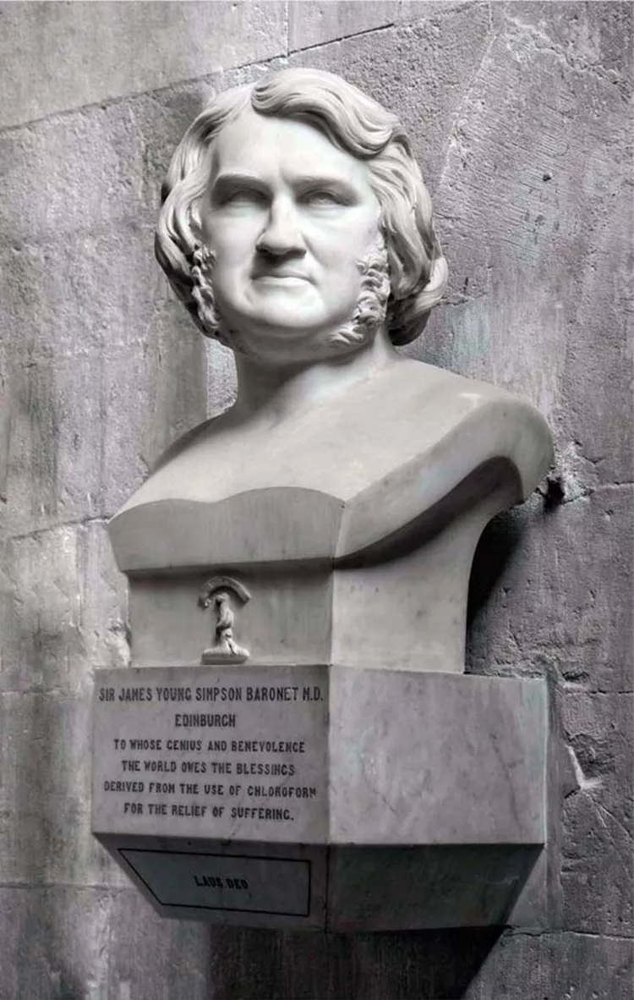 SIR JAMES YOUNG SIMPSON BARONET M.D.
EDINBURGH
TO WHOSE GENIUS AND BENEVOLENCE
THE WORLD OWES THE BLESSINGS
DERIVED FROM THE USE OF CHLOROFORM
FOR THE RELIEF OF SUFFERING.
LAUS DEO